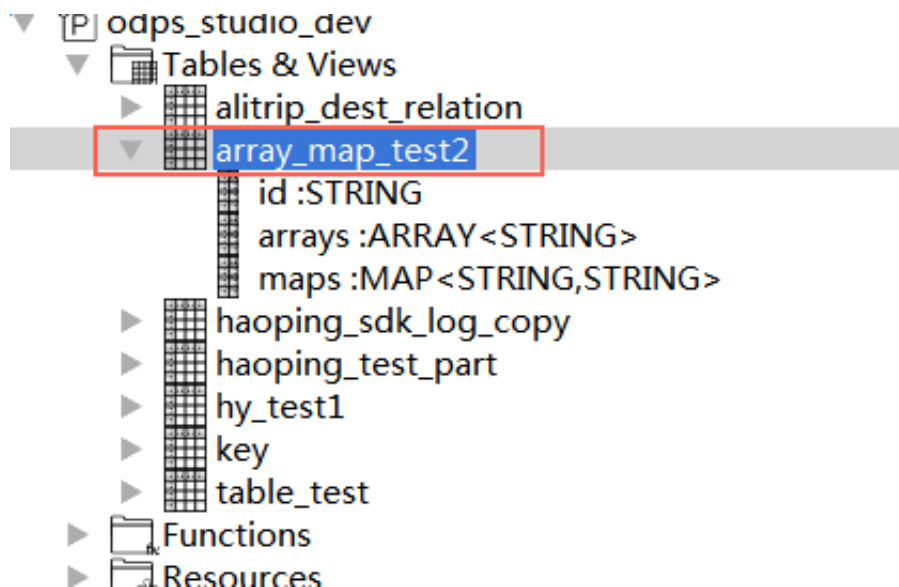 odps_studio_dev
Tables & Views
alitrip_dest_relation
array_map_test2
id :STRING
arrays :ARRAY<STRING>
maps :MAP<STRING,STRING>
haoping_sdk_log_copy
haoping_test_part
hy_test1
key
table_test
Functions
Resources